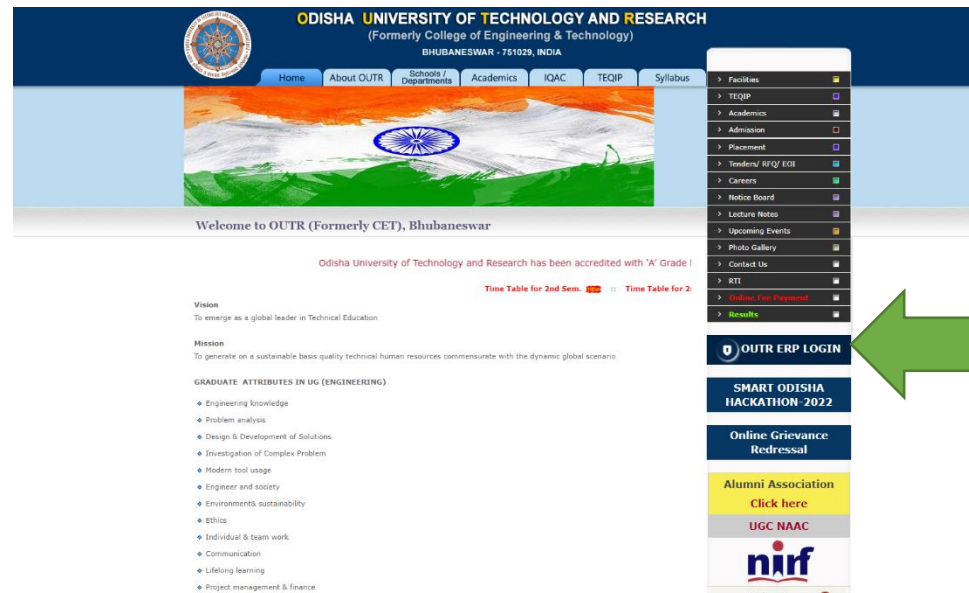 ODISHA UNIVERSITY OF TECHNOLOGY AND RESEARCH
(Formerly College of Engineering & Technology)
BHUBANESWAR - 751029, INDIA
Home
About OUTR
Schools /
Departments
Academics
IQAC
TEQIP
Syllabus
Facilities
TEQIP
Academics
Admission
Placement
Tenders/ RFQ/ EOI
Careers
Notice Board
Lecture Notes
Upcoming Events
Photo Gallery
Contact Us
RTI
Online Fee Payment
Results
Welcome to OUTR (Formerly CET), Bhubaneswar
Odisha University of Technology and Research has been accredited with 'A' Grade
Time Table for 2nd Sem. :: Time Table for 2
Vision
To emerge as a global leader in Technical Education
Mission
To generate on a sustainable basis quality technical human resources commensurate with the dynamic global scenario
GRADUATE ATTRIBUTES IN UG (ENGINEERING)
Engineering knowledge
Problem analysis
Design & Development of Solutions
Investigation of Complex Problem
Modern tool usage
Engineer and society
Environment& sustainability
Ethics
Individual & team work
Communication
Lifelong learning
Project management & finance
OUTR ERP LOGIN
SMART ODISHA
HACKATHON-2022
Online Grievance
Redressal
Alumni Association
Click here
UGC NAAC
nirf